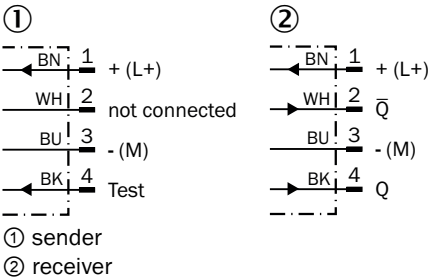 ① ②
BN 1 + (L+) BN 1 + (L+)
WH 2 not connected WH 2 Q̅
BU 3 - (M) BU 3 - (M)
BK 4 Test BK 4 Q
① sender
② receiver